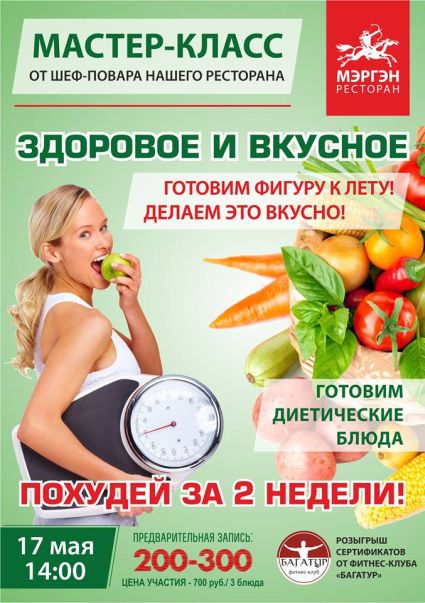 МАСТЕР-КЛАСС
ОТ ШЕФ-ПОВАРА НАШЕГО РЕСТОРАНА
МЭРГЭН
РЕСТОРАН
ЗДОРОВОЕ И ВКУСНОЕ
ГОТОВИМ ФИГУРУ К ЛЕТУ!
ДЕЛАЕМ ЭТО ВКУСНО!
ГОТОВИМ
ДИЕТИЧЕСКИЕ
БЛЮДА
ПОХУДЕЙ ЗА 2 НЕДЕЛИ!
17 мая
14:00
ПРЕДВАРИТЕЛЬНАЯ ЗАПИСЬ:
200-300
ЦЕНА УЧАСТИЯ - 700 руб./ 3 блюда
БАГАТУР
фитнес-клуб
РОЗЫГРЫШ
СЕРТИФИКАТОВ
ОТ ФИТНЕС-КЛУБА
"БАГАТУР"